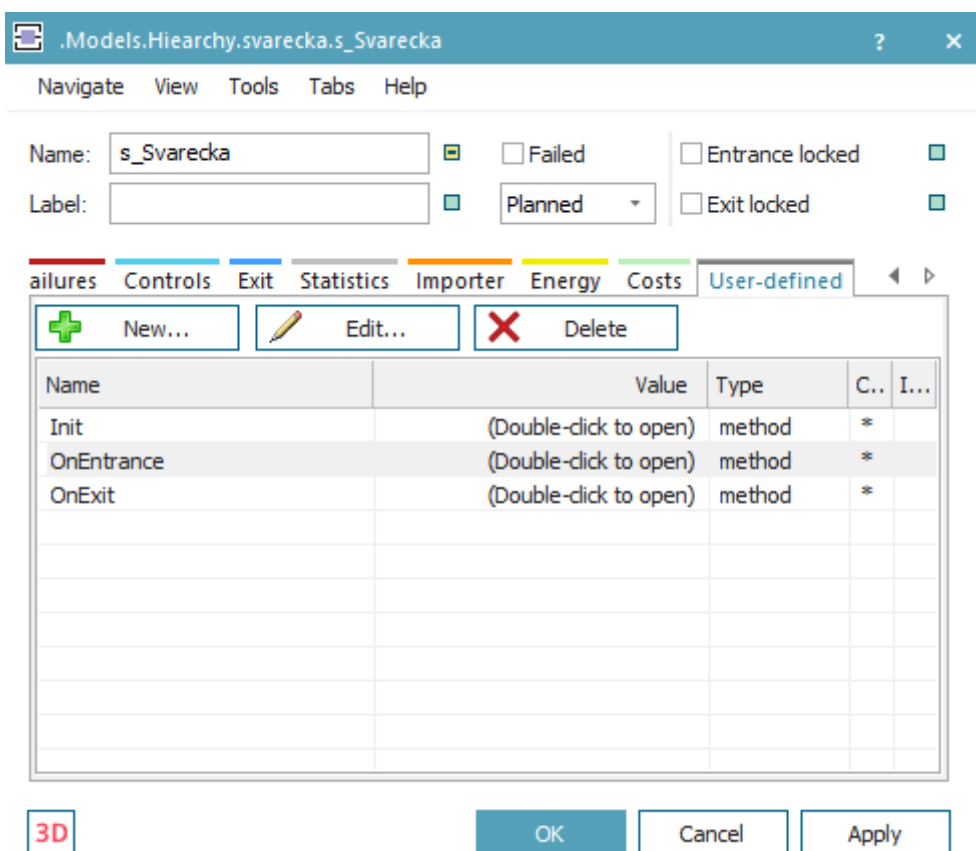 .Models.Hiearchy.svarecka.s_Svarecka ? ×
Navigate View Tools Tabs Help
Name: s_Svarecka Failed Entrance locked
Label: Planned Exit locked
ailures Controls Exit Statistics Importer Energy Costs User-defined
New... Edit... Delete
Name Value Type C.. I...
Init (Double-click to open) method *
OnEntrance (Double-click to open) method *
OnExit (Double-click to open) method *
3D OK Cancel Apply